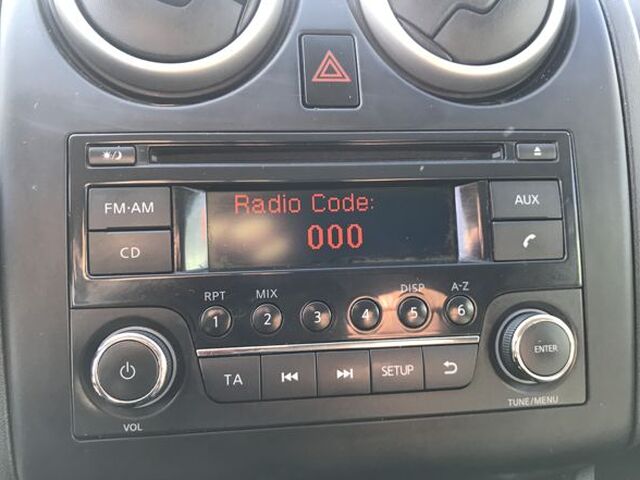 FM·AM
CD
Radio Code:
000
AUX
RPT MIX DISP A-Z
1 2 3 4 5 6
TA SETUP
VOL
ENTER
TUNE/MENU